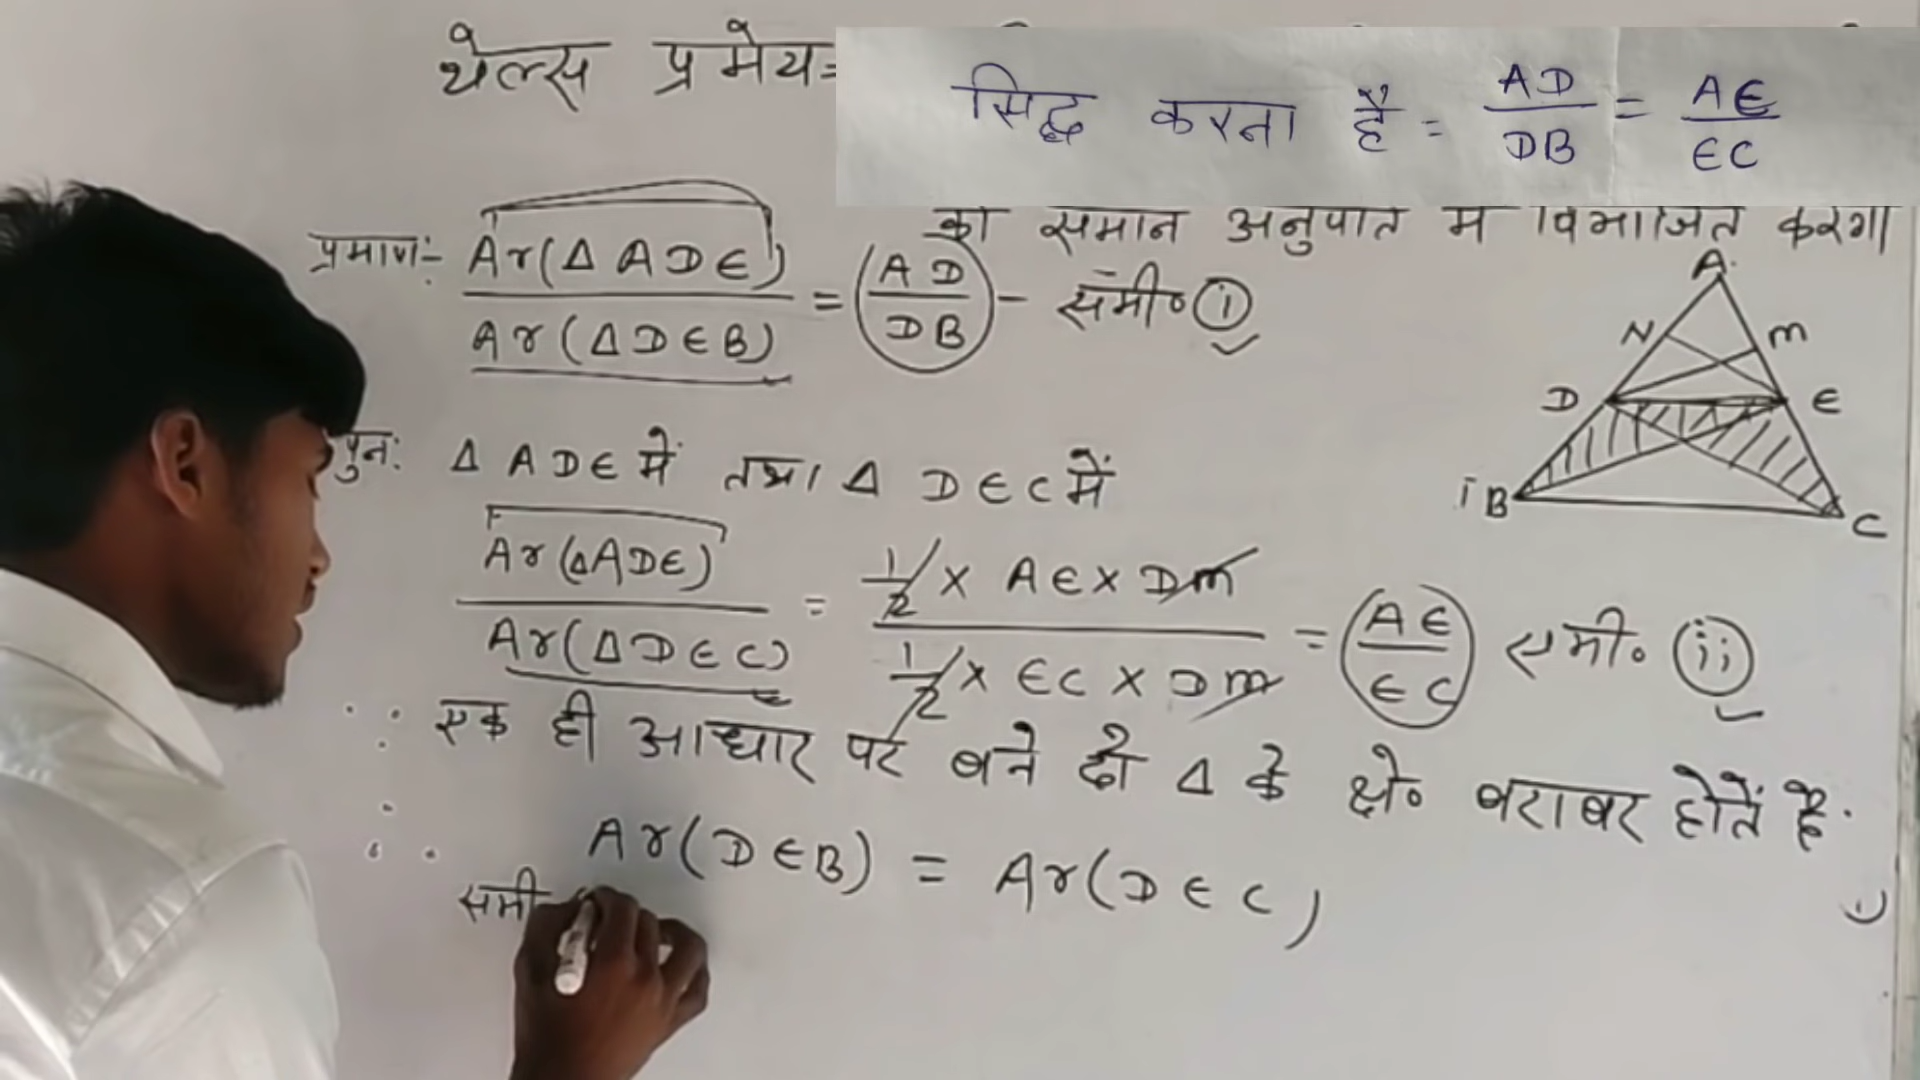 थेल्स प्रमेय=
सिद्ध करना है = AD/DB = AE/EC
को समान अनुपात में विभाजित करेगा
प्रमाण:- Ar(Δ ADE)/Ar(Δ DEB) = AD/DB - समी० (i)
A
N M
D E
B C
पुन: Δ ADE में तथा Δ DEC में
Ar(ΔADE)/Ar(Δ DEC) = 1/2 × AE × DM / 1/2 × EC × DM = AE/EC समी. (ii)
∵ एक ही आधार पर बने दो Δ के क्षे० बराबर होतें है.
∴ Ar(DEB) = Ar(DEC)
समी